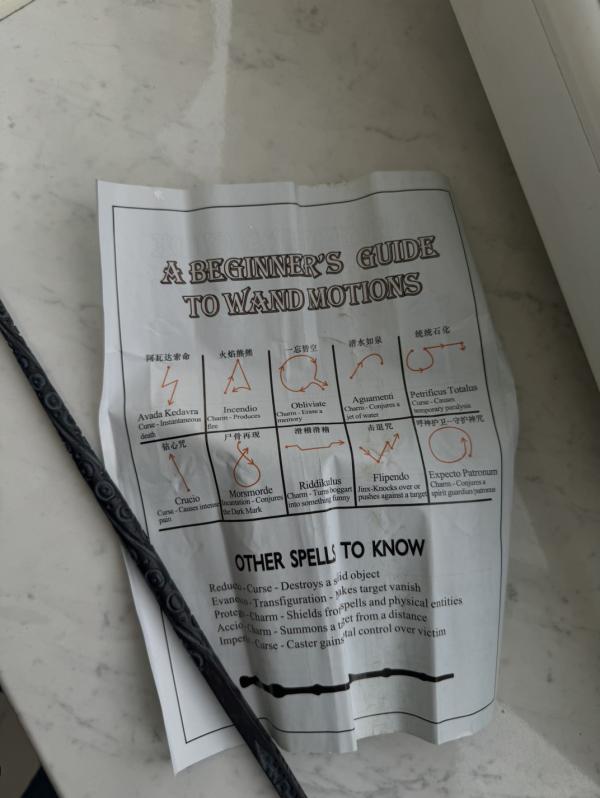 A BEGINNER'S GUIDE
TO WAND MOTIONS
阿瓦达索命
Avada Kedavra
Curse - Instantaneous
death
火焰熊熊
Incendio
Charm - Produces
fire
一忘皆空
Obliviate
Charm - Erase a
memory
清水如泉
Aguamenti
Charm - Conjures a
jet of water
统统石化
Petrificus Totalus
Curse - Causes
temporary paralysis
钻心咒
Crucio
Curse - Causes intense
pain
尸骨再现
Morsmorde
Incantation - Conjures
the Dark Mark
滑稽滑稽
Riddikulus
Charm - Turns boggart
into something funny
击退咒
Flipendo
Jinx-Knocks over or
pushes against a target
呼神护卫--守护神咒
Expecto Patronum
Charm - Conjures a
spirit guardian/patronus
OTHER SPELLS TO KNOW
- Curse - Destroys a solid object
- Transfiguration - Makes target vanish
- Charm - Shields from spells and physical entities
Accio - Charm - Summons a target from a distance
- Curse - Caster gains total control over victim